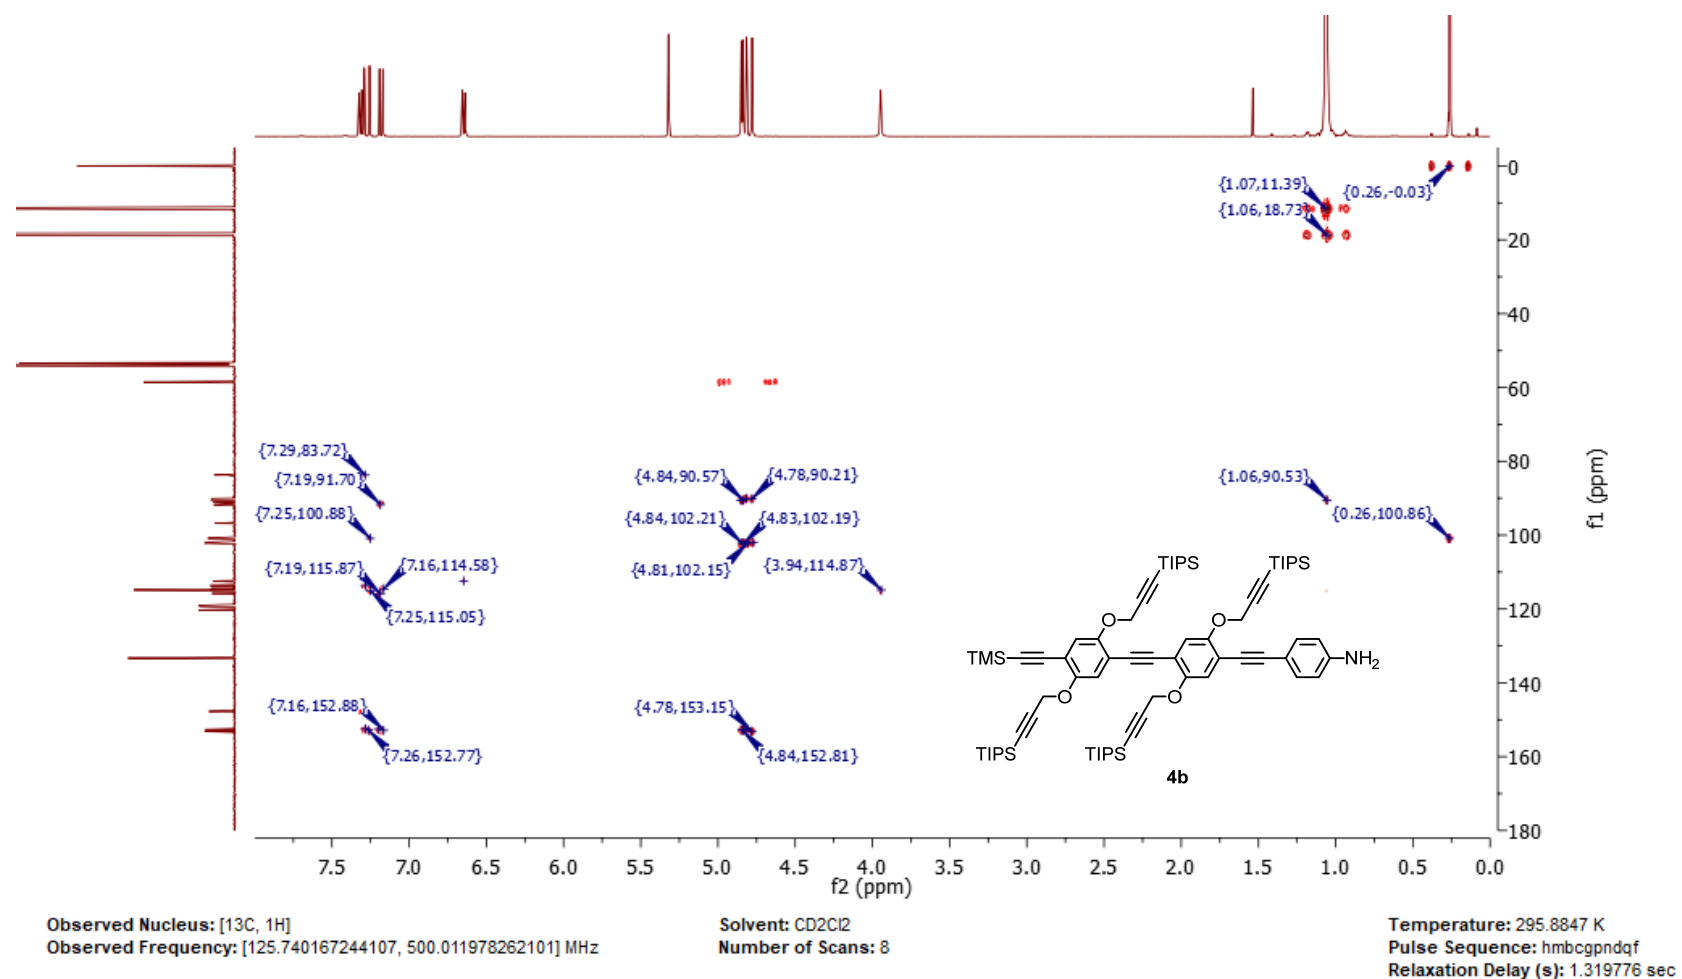 {1.07,11.39}
{0.26,-0.03}
{1.06,18.73}
{7.29,83.72}
{7.19,91.70}
{7.25,100.88}
{4.84,90.57}
{4.78,90.21}
{1.06,90.53}
{4.84,102.21}
{4.83,102.19}
{0.26,100.86}
{7.19,115.87}
{7.16,114.58}
{4.81,102.15}
{3.94,114.87}
{7.25,115.05}
{7.16,152.88}
{4.78,153.15}
{7.26,152.77}
{4.84,152.81}
TIPS
TIPS
O
O
TMS
NH2
O
O
TIPS
TIPS
4b
0
20
40
60
80
100
120
140
160
180
f1 (ppm)
7.5 7.0 6.5 6.0 5.5 5.0 4.5 4.0 3.5 3.0 2.5 2.0 1.5 1.0 0.5 0.0
f2 (ppm)
Observed Nucleus: [13C, 1H]
Observed Frequency: [125.740167244107, 500.011978262101] MHz
Solvent: CD2Cl2
Number of Scans: 8
Temperature: 295.8847 K
Pulse Sequence: hmbcgpndqf
Relaxation Delay (s): 1.319776 sec